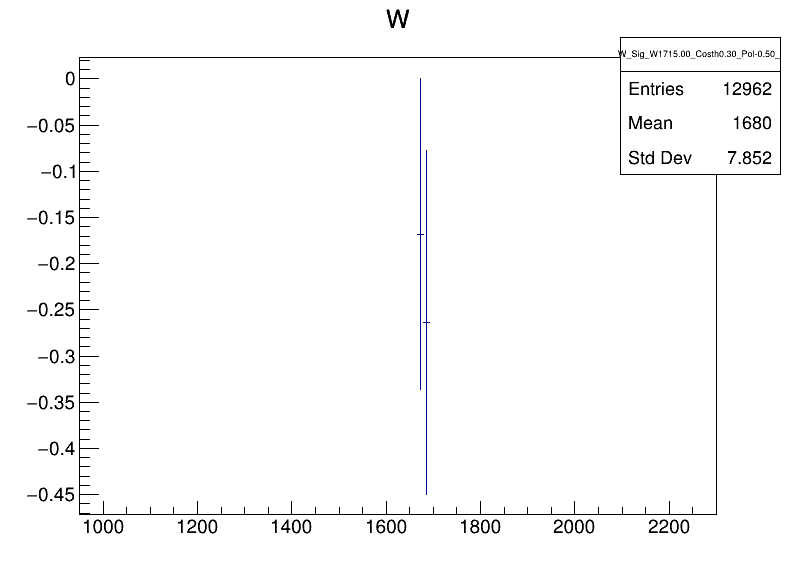 W
W_Sig_W1715.00_Costh0.30_Pol-0.50_
Entries 12962
Mean 1680
Std Dev 7.852
0
−0.05
−0.1
−0.15
−0.2
−0.25
−0.3
−0.35
−0.4
−0.45
1000 1200 1400 1600 1800 2000 2200